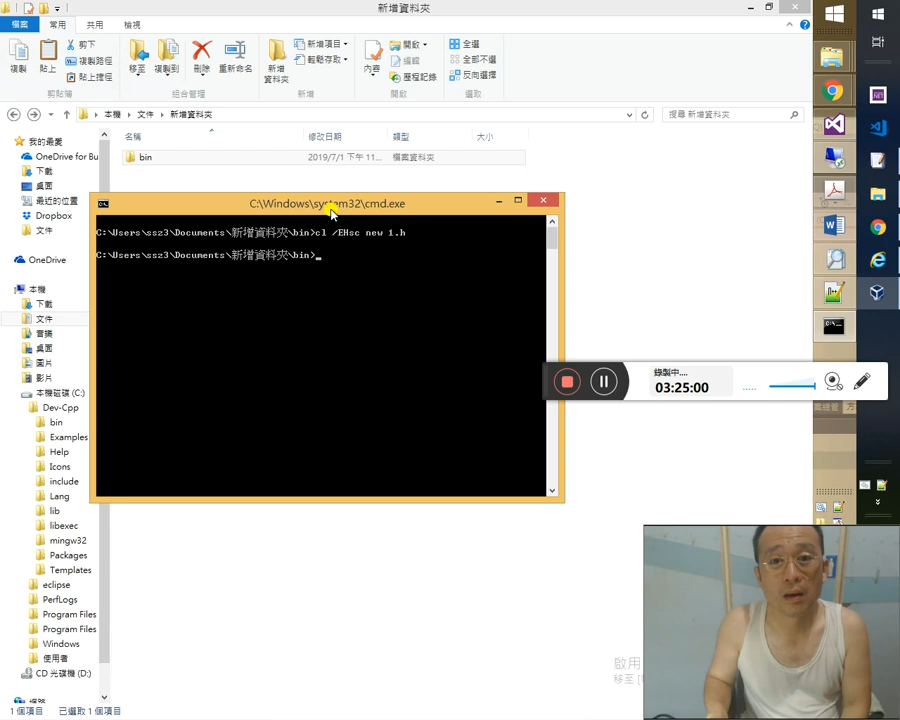 新增資料夾
檔案 常用 共用 檢視
複製
貼上
剪下
複製路徑
貼上捷徑
剪貼簿
移至
複製到
刪除
重新命名
組合管理
新增
資料夾
新增項目
輕鬆存取
新增
內容
開啟
編輯
歷程記錄
開啟
全選
全部不選
反向選擇
選取
本機 文件 新增資料夾
搜尋 新增資料夾
名稱 修改日期 類型 大小
bin 2019/7/1 下午 11... 檔案資料夾
我的最愛
OneDrive for Bu
下載
桌面
最近的位置
Dropbox
文件
OneDrive
本機
下載
文件
音樂
桌面
圖片
影片
本機磁碟 (C:)
Dev-Cpp
bin
Examples
Help
Icons
include
Lang
lib
libexec
mingw32
Packages
Templates
eclipse
PerfLogs
Program Files
Program Files
Windows
使用者
CD 光碟機 (D:)
網路
1 個項目 已選取 1 個項目
C:\Windows\system32\cmd.exe
C:\Users\ssz3\Documents\新增資料夾\bin>cl /EHsc new 1.h
C:\Users\ssz3\Documents\新增資料夾\bin>
錄製中....
03:25:00
啟用
移至